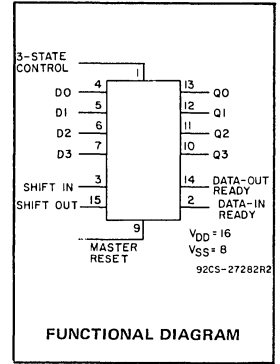 3-STATE
CONTROL
1
D0 4 13 Q0
D1 5 12 Q1
D2 6 11 Q2
D3 7 10 Q3
SHIFT IN 3 14 DATA-OUT
READY
SHIFT OUT 15 2 DATA-IN
READY
9
MASTER
RESET
VDD = 16
VSS = 8
92CS-27282R2
FUNCTIONAL DIAGRAM